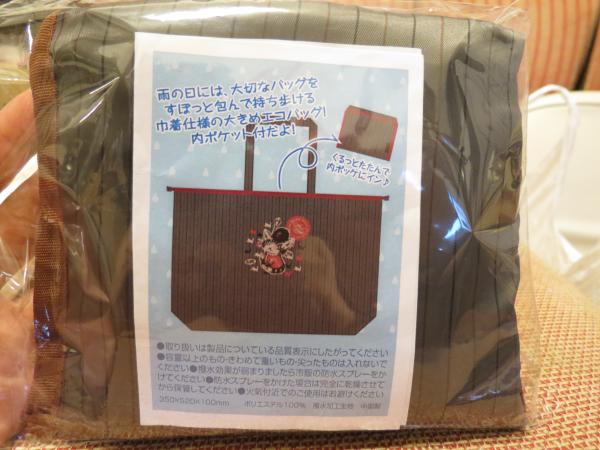 雨の日には、大切なバッグを
すぽっと包んで持ち歩ける
巾着仕様の大きめエコバッグ!
内ポケット付だよ!
くるっとたたんで
内ポッケにイン♪
●取り扱いは製品についている品質表示にしたがってください
●容量以上のもの・きわめて重いもの・尖ったものは入れないで
ください●撥水効果が弱まりましたら市販の防水スプレーをか
けてください●防水スプレーをかけた場合は完全に乾燥させて
から保管してください●火気付近でのご使用はお避けください
350×520×100mm ポリエステル100% 撥水加工生地 中国製